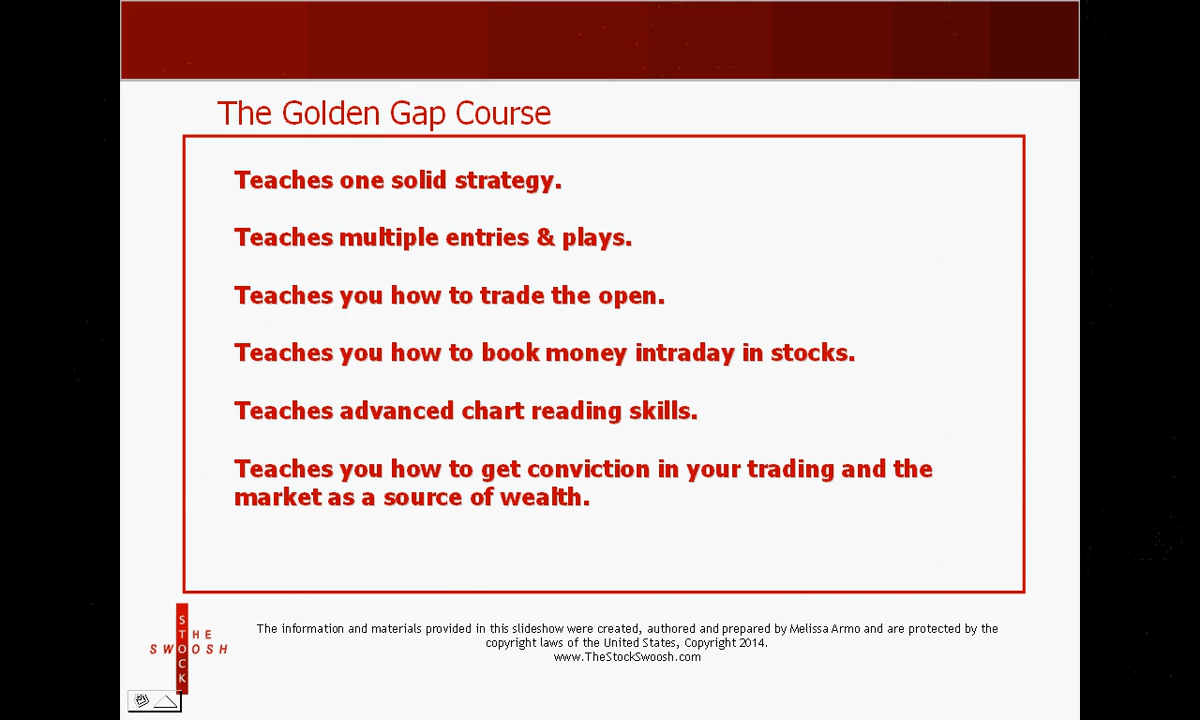 The Golden Gap Course
Teaches one solid strategy.
Teaches multiple entries & plays.
Teaches you how to trade the open.
Teaches you how to book money intraday in stocks.
Teaches advanced chart reading skills.
Teaches you how to get conviction in your trading and the
market as a source of wealth.
THE
STOCK
SWOOSH
The information and materials provided in this slideshow were created, authored and prepared by Melissa Armo and are protected by the
copyright laws of the United States, Copyright 2014.
www.TheStockSwoosh.com